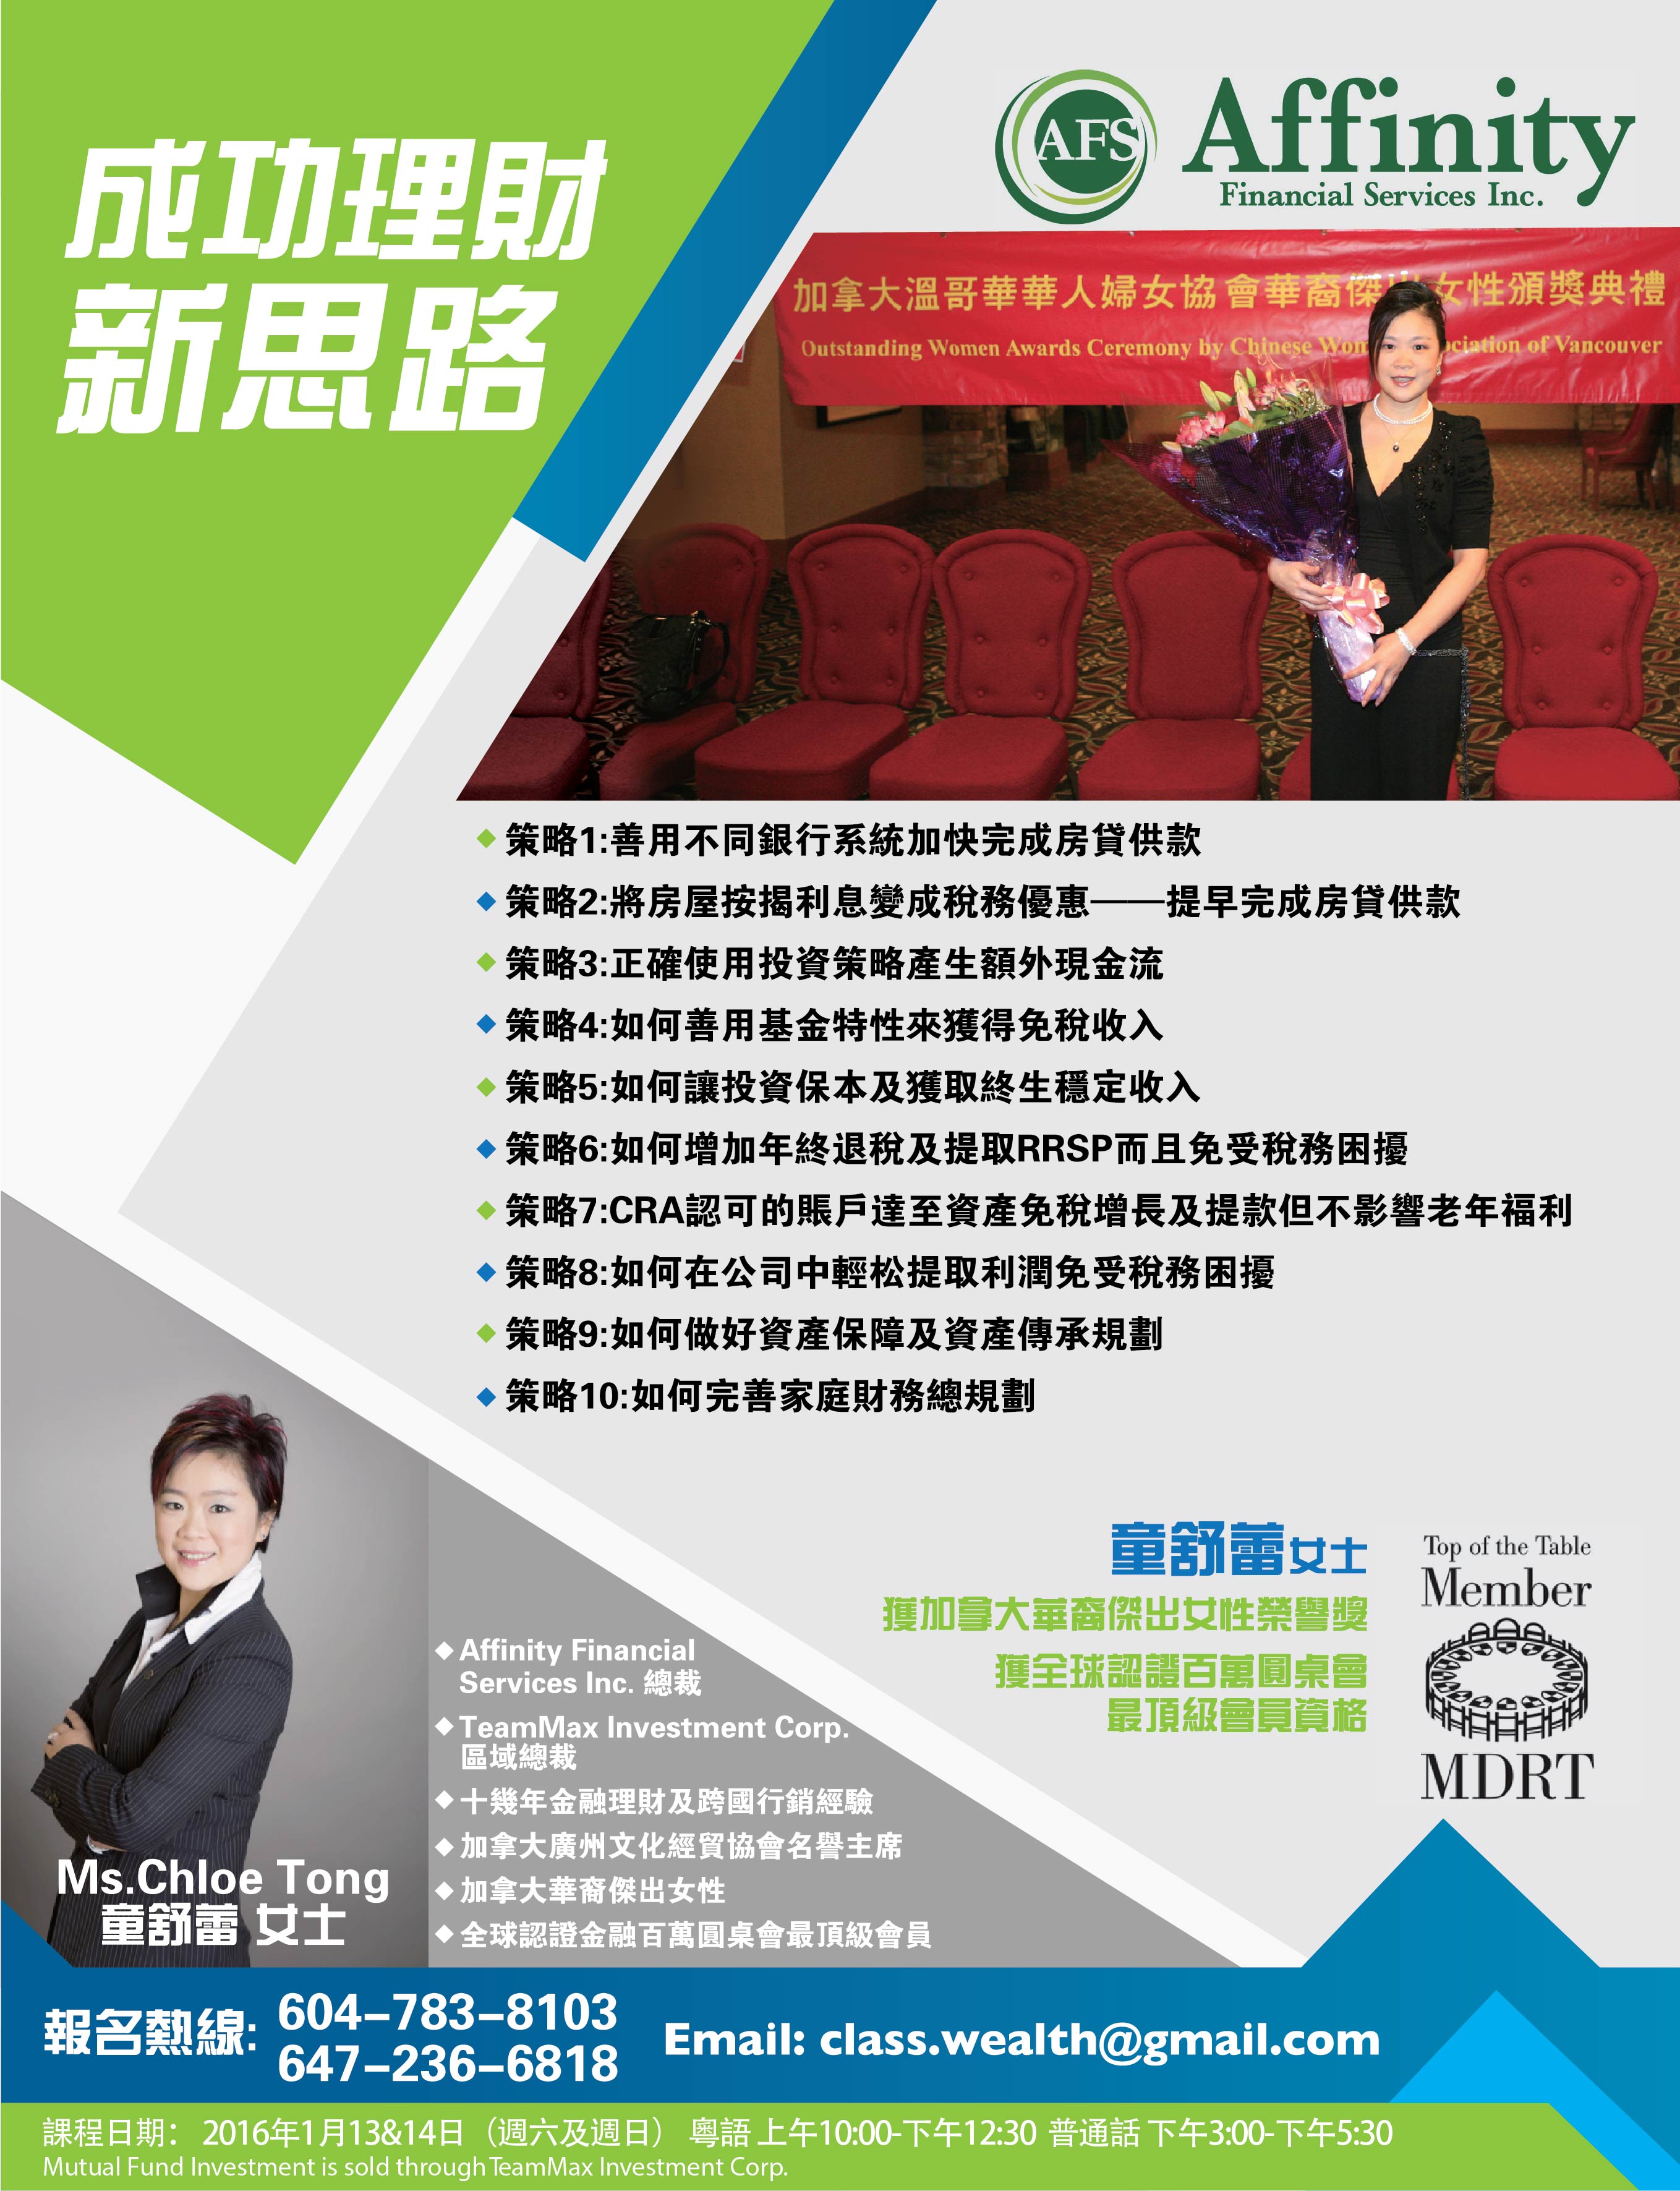 成功理財
新思路
AFS
Affinity
Financial Services Inc.
加拿大溫哥華華人婦女協會華裔傑 女性頒獎典禮
Outstanding Women Awards Ceremony by Chinese Wom ociation of Vancouver
策略1:善用不同銀行系統加快完成房貸供款
策略2:將房屋按揭利息變成稅務優惠——提早完成房貸供款
策略3:正確使用投資策略產生額外現金流
策略4:如何善用基金特性來獲得免稅收入
策略5:如何讓投資保本及獲取終生穩定收入
策略6:如何增加年終退稅及提取RRSP而且免受稅務困擾
策略7:CRA認可的賬戶達至資產免稅增長及提款但不影響老年福利
策略8:如何在公司中輕松提取利潤免受稅務困擾
策略9:如何做好資產保障及資產傳承規劃
策略10:如何完善家庭財務總規劃
童舒蕾女士
獲加拿大華裔傑出女性榮譽獎
獲全球認證百萬圓桌會
最頂級會員資格
Top of the Table
Member
MDRT
Affinity Financial
Services Inc. 總裁
TeamMax Investment Corp.
區域總裁
十幾年金融理財及跨國行銷經驗
加拿大廣州文化經貿協會名譽主席
加拿大華裔傑出女性
全球認證金融百萬圓桌會最頂級會員
Ms.Chloe Tong
童舒蕾 女士
報名熱線: 604-783-8103
647-236-6818
Email: class.wealth@gmail.com
課程日期: 2016年1月13&14日（週六及週日） 粵語 上午10:00-下午12:30 普通話 下午3:00-下午5:30
Mutual Fund Investment is sold through TeamMax Investment Corp.